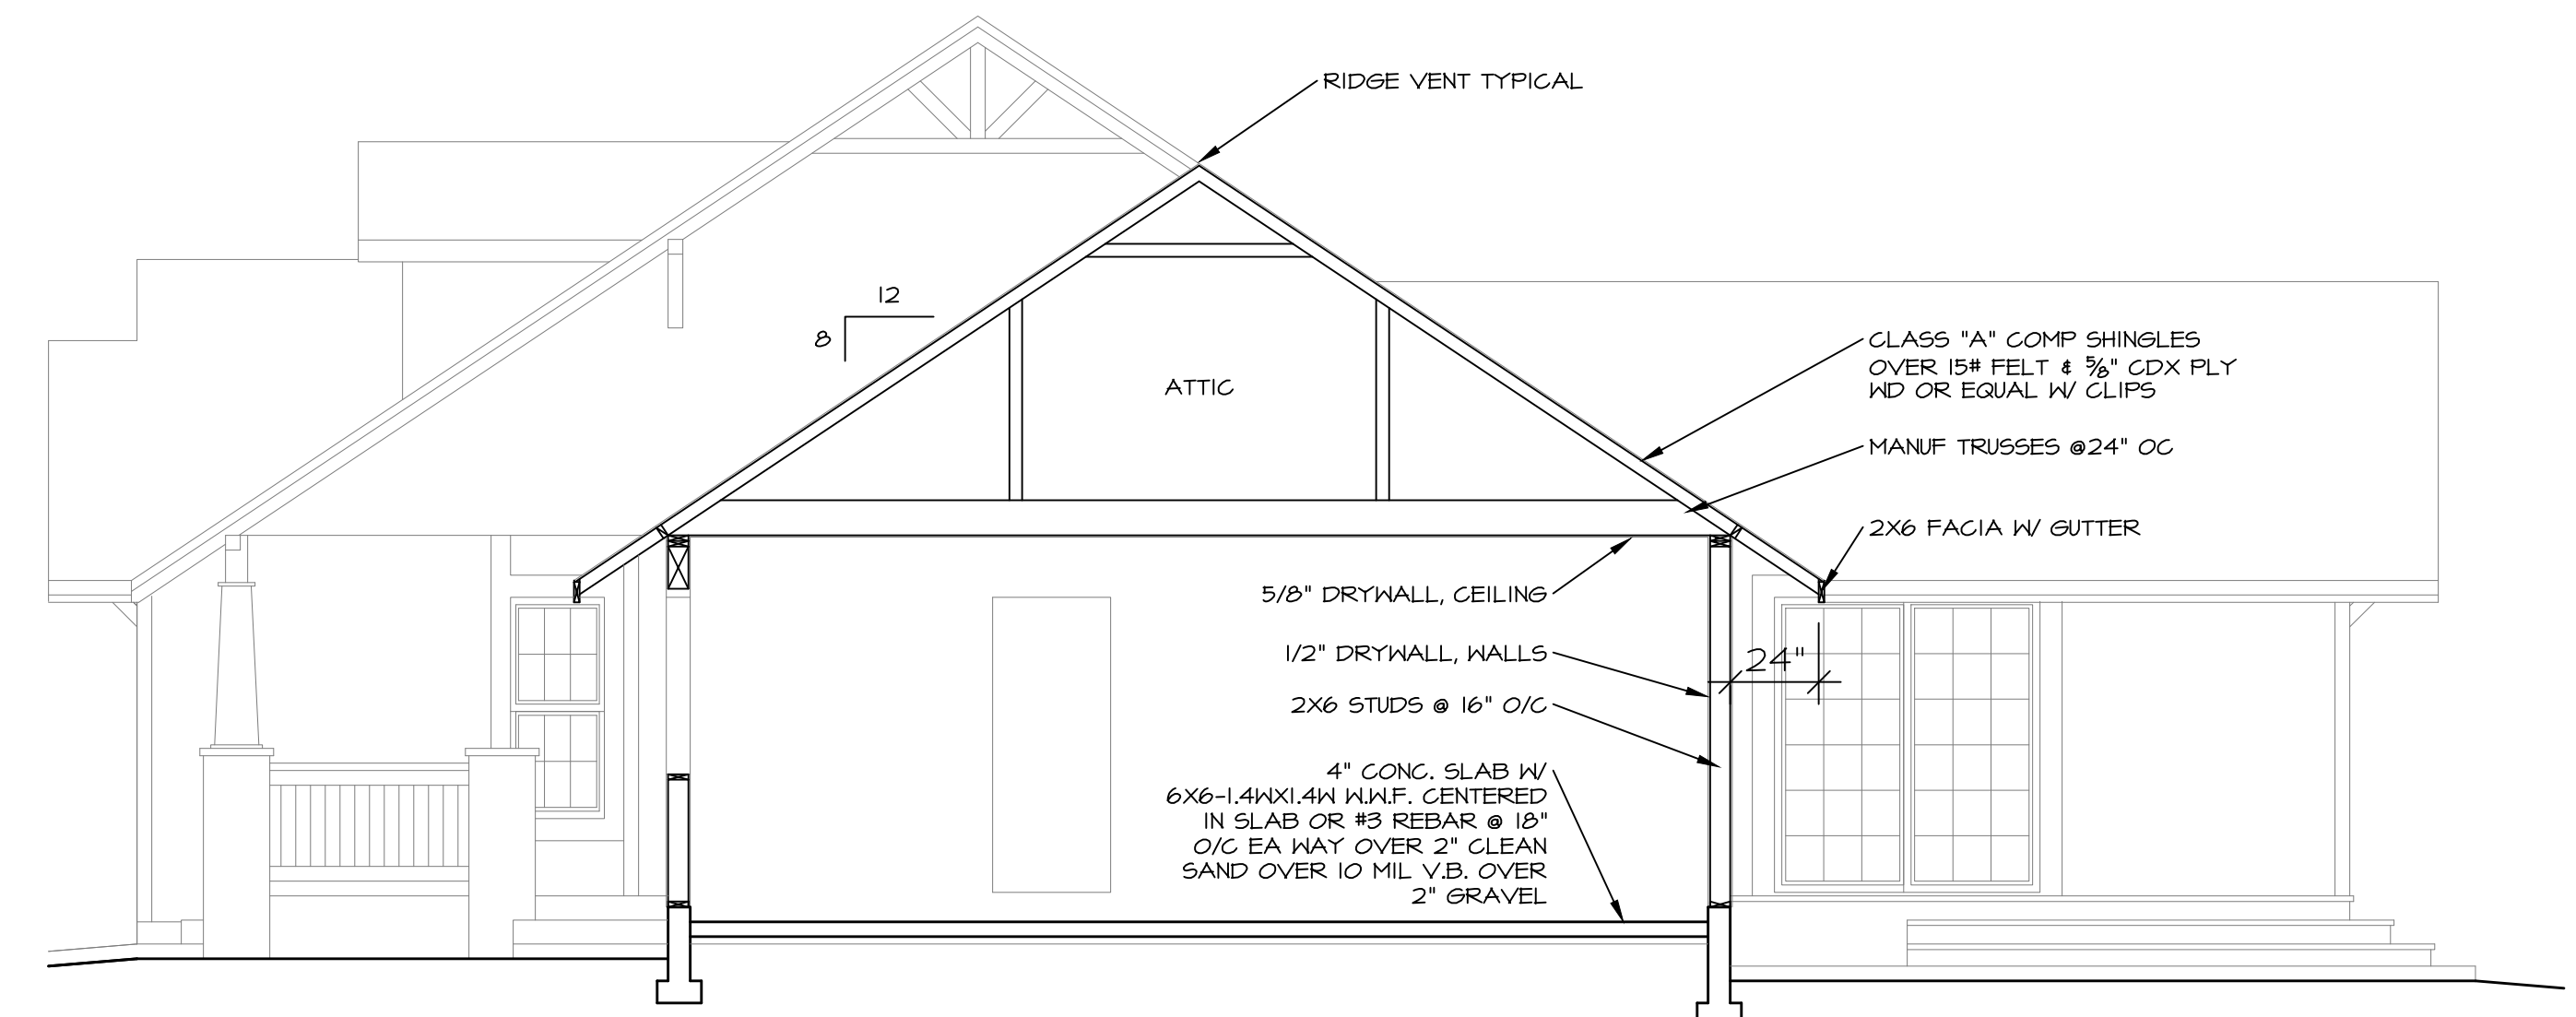 RIDGE VENT TYPICAL
12
8
ATTIC
CLASS "A" COMP SHINGLES
OVER 15# FELT & 5/8" CDX PLY
WD OR EQUAL W/ CLIPS
MANUF TRUSSES @24" OC
2X6 FACIA W/ GUTTER
5/8" DRYWALL, CEILING
1/2" DRYWALL, WALLS
24"
2X6 STUDS @ 16" O/C
4" CONC. SLAB W/
6X6-1.4WX1.4W W.W.F. CENTERED
IN SLAB OR #3 REBAR @ 18"
O/C EA WAY OVER 2" CLEAN
SAND OVER 10 MIL V.B. OVER
2" GRAVEL